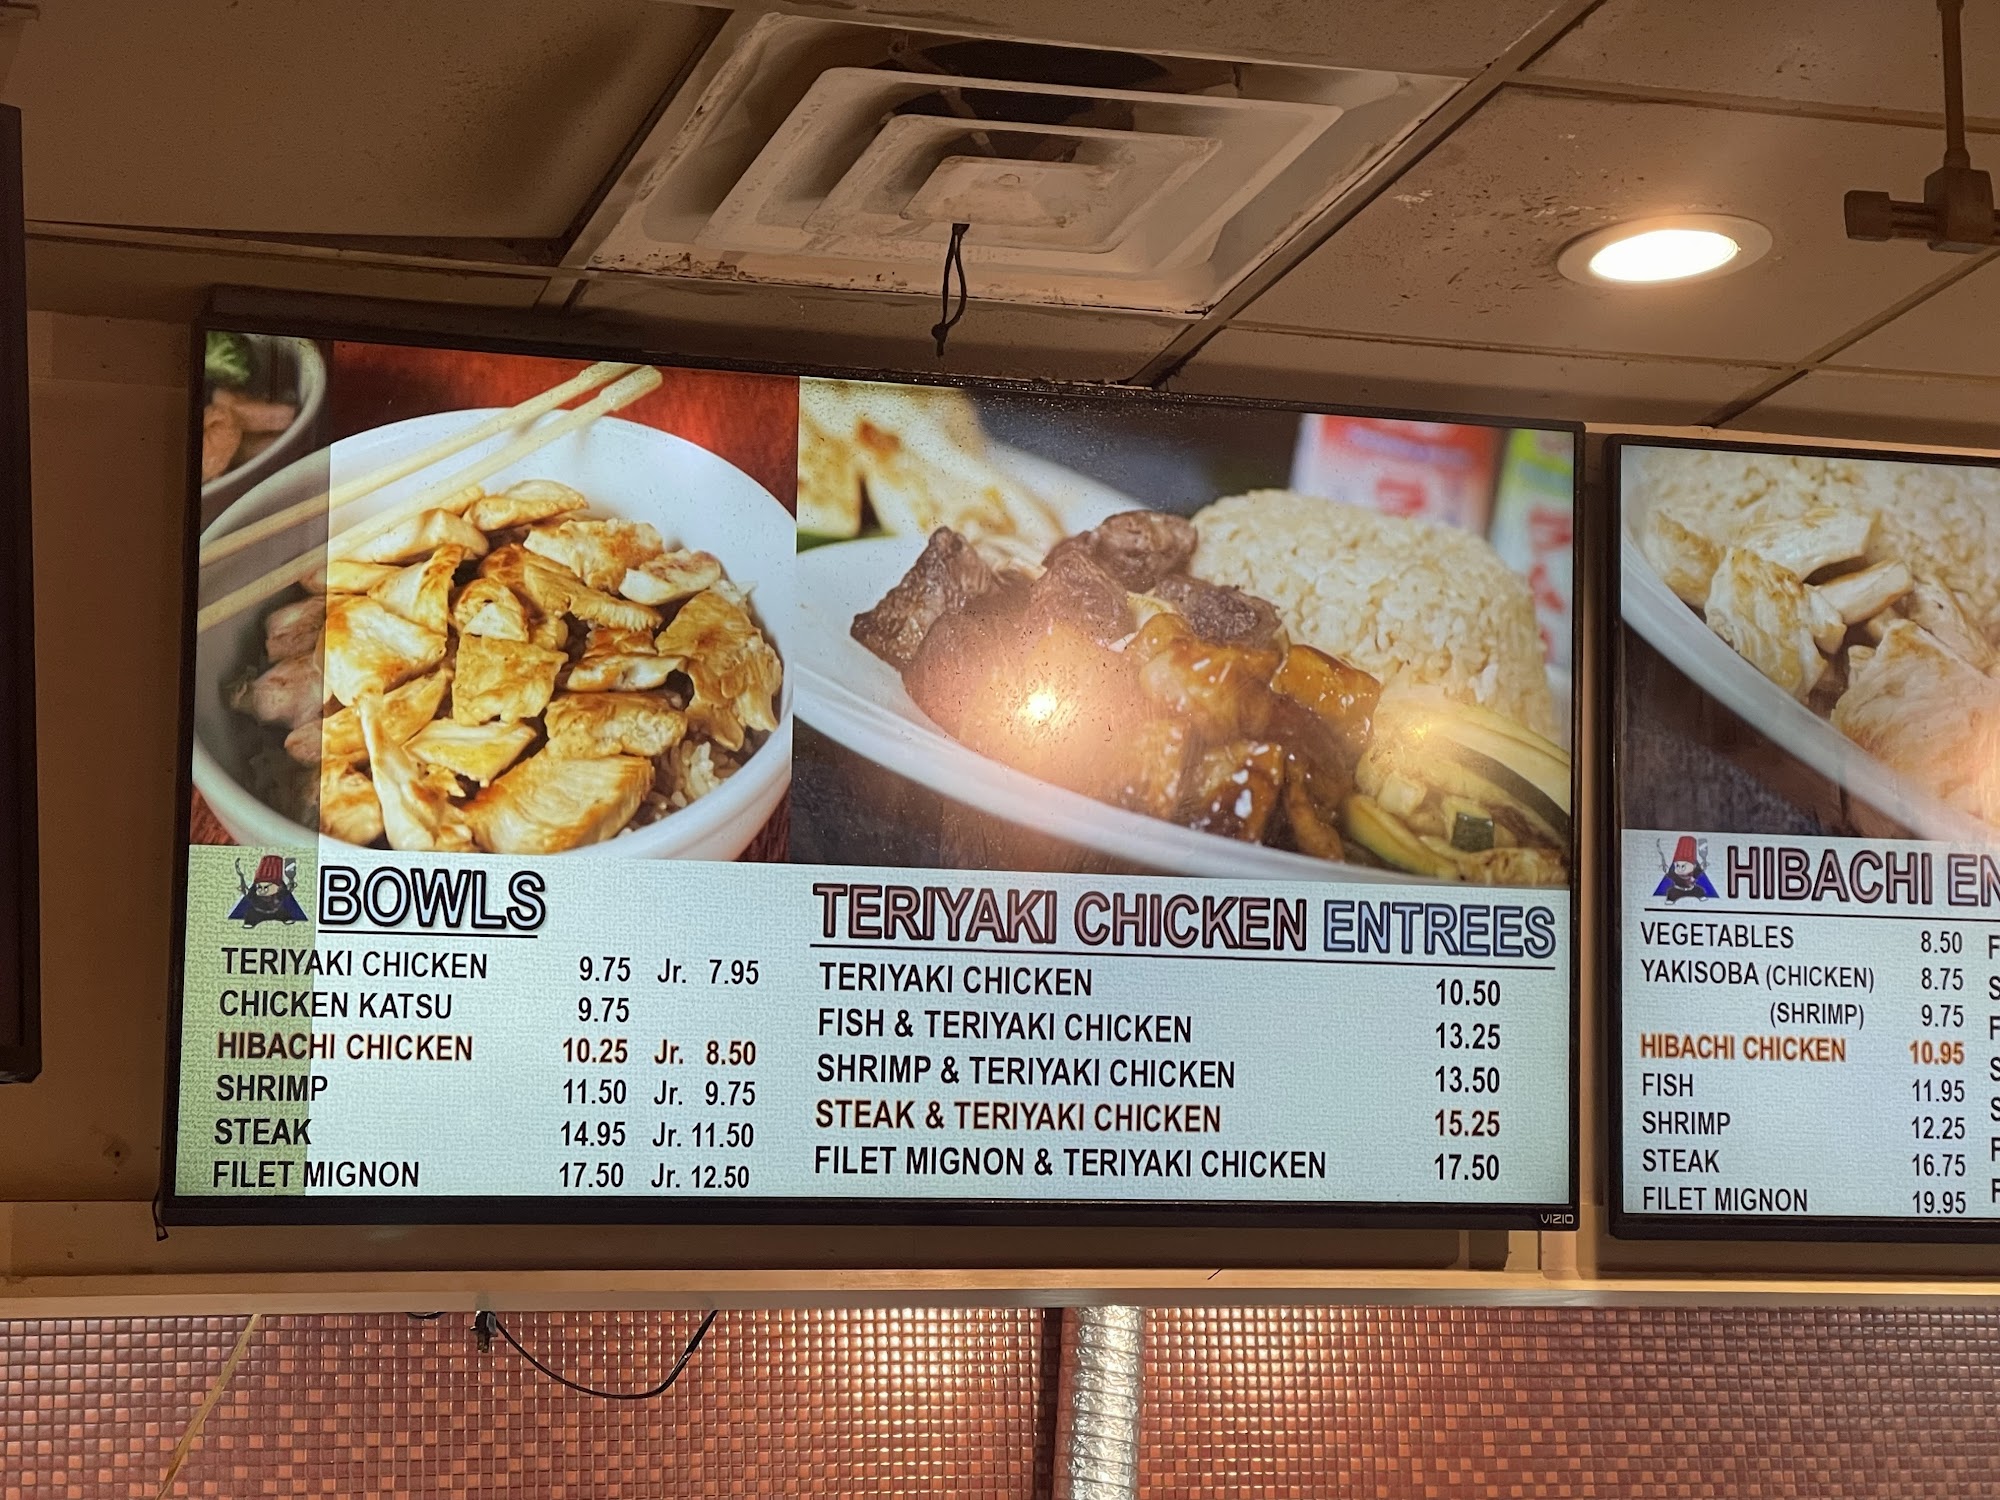 BOWLS
TERIYAKI CHICKEN 9.75 Jr. 7.95
CHICKEN KATSU 9.75
HIBACHI CHICKEN 10.25 Jr. 8.50
SHRIMP 11.50 Jr. 9.75
STEAK 14.95 Jr. 11.50
FILET MIGNON 17.50 Jr. 12.50
TERIYAKI CHICKEN ENTREES
TERIYAKI CHICKEN 10.50
FISH & TERIYAKI CHICKEN 13.25
SHRIMP & TERIYAKI CHICKEN 13.50
STEAK & TERIYAKI CHICKEN 15.25
FILET MIGNON & TERIYAKI CHICKEN 17.50
VIZIO
HIBACHI EN
VEGETABLES 8.50 F
YAKISOBA (CHICKEN) 8.75 S
(SHRIMP) 9.75 F
HIBACHI CHICKEN 10.95 S
FISH 11.95 S
SHRIMP 12.25 F
STEAK 16.75 F
FILET MIGNON 19.95